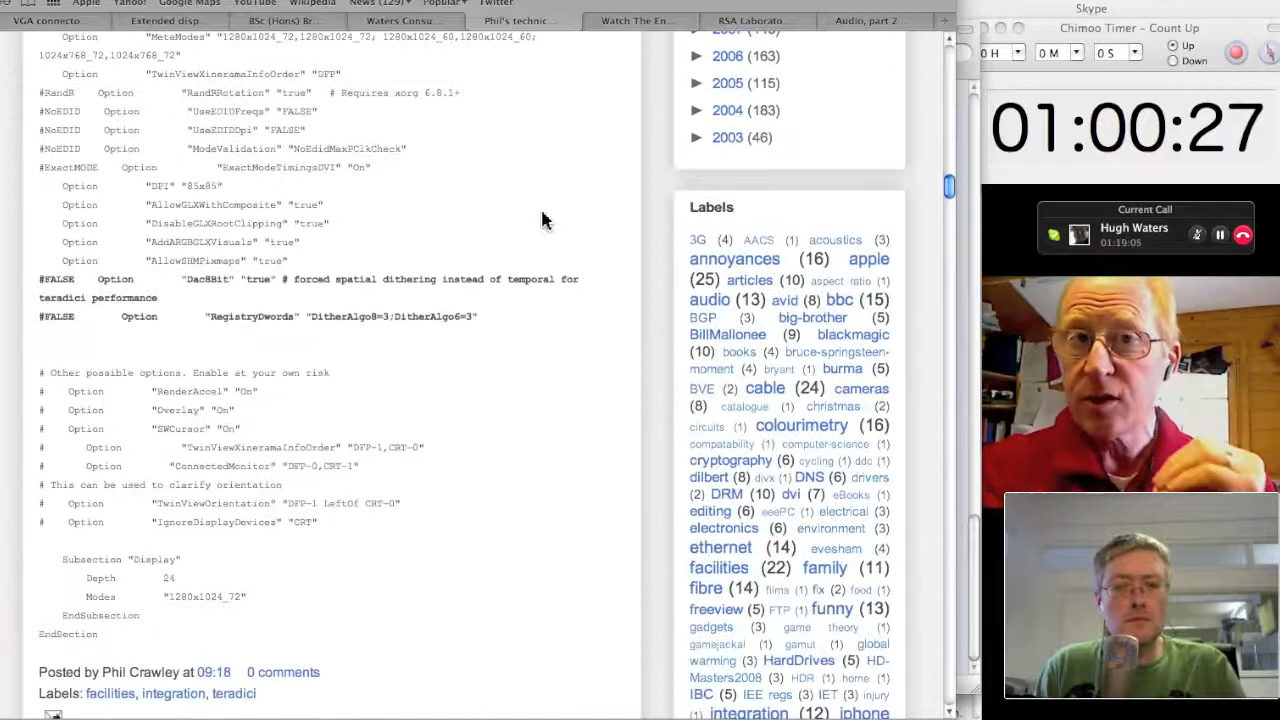 Apple Yahoo! Google Maps YouTube Wikipedia News (129) Popular Twitter
VGA connecto... Extended disp... BSc (Hons) Br... Waters Consu... Phil's technic... Watch The En... RSA Laborato... Audio, part 2...
Option "MetaModes" "1280x1024_72,1280x1024_72; 1280x1024_60,1280x1024_60;
1024x768_72,1024x768_72"
Option "TwinViewXineramaInfoOrder" "DFP"
#RandR Option "RandRRotation" "true" # Requires xorg 6.8.1+
#NoEDID Option "UseEDIDFreqs" "FALSE"
#NoEDID Option "UseEDIDDpi" "FALSE"
#NoEDID Option "ModeValidation" "NoEdidMaxPClkCheck"
#ExactMODE Option "ExactModeTimingsDVI" "On"
Option "DPI" "85x85"
Option "AllowGLXWithComposite" "true"
Option "DisableGLXRootClipping" "true"
Option "AddARGBGLXVisuals" "true"
Option "AllowSHMPixmaps" "true"
#FALSE Option "Dac8Bit" "true" # forced spatial dithering instead of temporal for
teradici performance
#FALSE Option "RegistryDwords" "DitherAlgo8=3;DitherAlgo6=3"
# Other possible options. Enable at your own risk
# Option "RenderAccel" "On"
# Option "Overlay" "On"
# Option "SWCursor" "On"
# Option "TwinViewXineramaInfoOrder" "DFP-1,CRT-0"
# Option "ConnectedMonitor" "DFP-0,CRT-1"
# This can be used to clarify orientation
# Option "TwinViewOrientation" "DFP-1 LeftOf CRT-0"
# Option "IgnoreDisplayDevices" "CRT"
Subsection "Display"
Depth 24
Modes "1280x1024_72"
EndSubsection
EndSection
Posted by Phil Crawley at 09:18 0 comments
Labels: facilities, integration, teradici
► 2006 (163)
► 2005 (115)
► 2004 (183)
► 2003 (46)
Labels
3G (4) AACS (1) acoustics (3)
annoyances (16) apple
(25) articles (10) aspect ratio (1)
audio (13) avid (8) bbc (15)
BGP (3) big-brother (5)
BillMallonee (9) blackmagic
(10) books (4) bruce-springsteen-
moment (4) bryant (1) burma (5)
BVE (2) cable (24) cameras
(8) catalogue (1) christmas (2)
circuits (1) colourimetry (16)
compatability (1) computer-science (1)
cryptography (6) cycling (1) ddc (1)
dilbert (8) divx (1) DNS (6) drivers
(2) DRM (10) dvi (7) eBooks (1)
editing (6) eeePC (1) electrical (3)
electronics (6) environment (3)
ethernet (14) evesham (4)
facilities (22) family (11)
fibre (14) films (1) fix (2) food (1)
freeview (5) FTP (1) funny (13)
gadgets (3) game theory (1)
gamejackal (1) gamut (1) global
warming (3) HardDrives (5) HD-
Masters2008 (3) HDR (1) home (1)
IBC (5) IEE regs (3) IET (3) injury
(1) integration (12) iphone
Skype
Chimoo Timer – Count Up
0 H 0 M 0 S Up
Down
01:00:27
Current Call
Hugh Waters
01:19:05